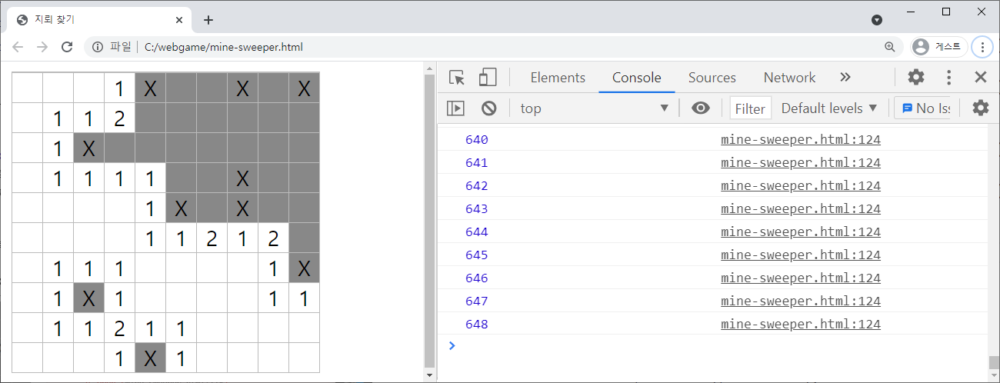 지뢰 찾기
파일 C:/webgame/mine-sweeper.html 게스트
Elements Console Sources Network
top Filter Default levels No Iss
1 X X X
1 1 2
1 X
1 1 1 1 X
1 X X
1 1 2 1 2
1 1 1 1 X
1 X 1 1 1
1 1 2 1 1
1 X 1
640 mine-sweeper.html:124
641 mine-sweeper.html:124
642 mine-sweeper.html:124
643 mine-sweeper.html:124
644 mine-sweeper.html:124
645 mine-sweeper.html:124
646 mine-sweeper.html:124
647 mine-sweeper.html:124
648 mine-sweeper.html:124